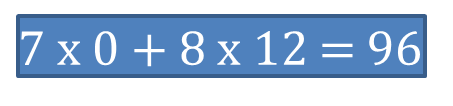 7 x 0 + 8 x 12 = 96